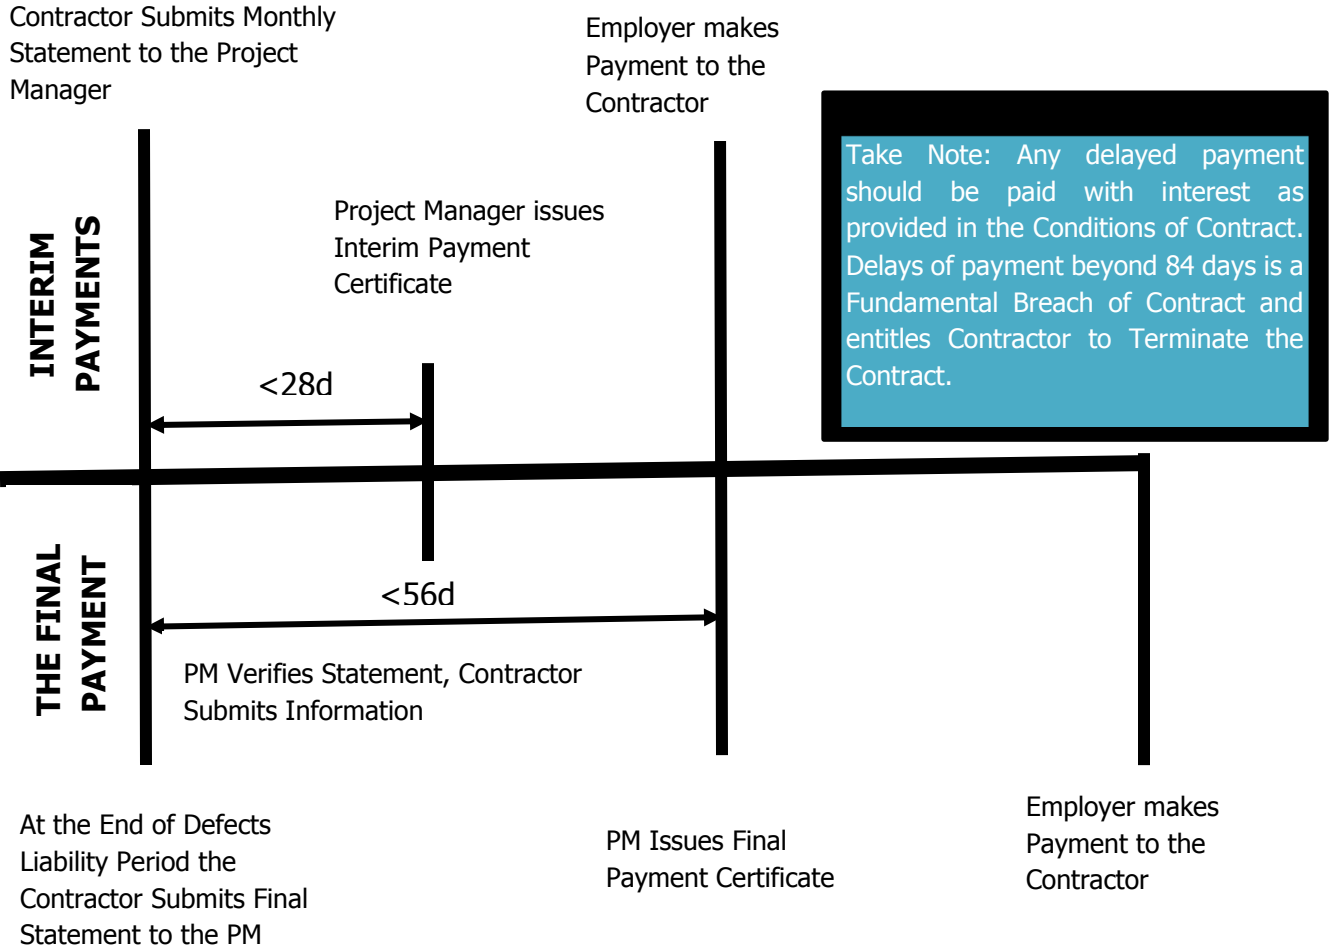 Contractor Submits Monthly
Statement to the Project
Manager
Employer makes
Payment to the
Contractor
Take Note: Any delayed payment
should be paid with interest as
provided in the Conditions of Contract.
Delays of payment beyond 84 days is a
Fundamental Breach of Contract and
entitles Contractor to Terminate the
Contract.
INTERIM
PAYMENTS
Project Manager issues
Interim Payment
Certificate
<28d
THE FINAL
PAYMENT
<56d
PM Verifies Statement, Contractor
Submits Information
At the End of Defects
Liability Period the
Contractor Submits Final
Statement to the PM
PM Issues Final
Payment Certificate
Employer makes
Payment to the
Contractor